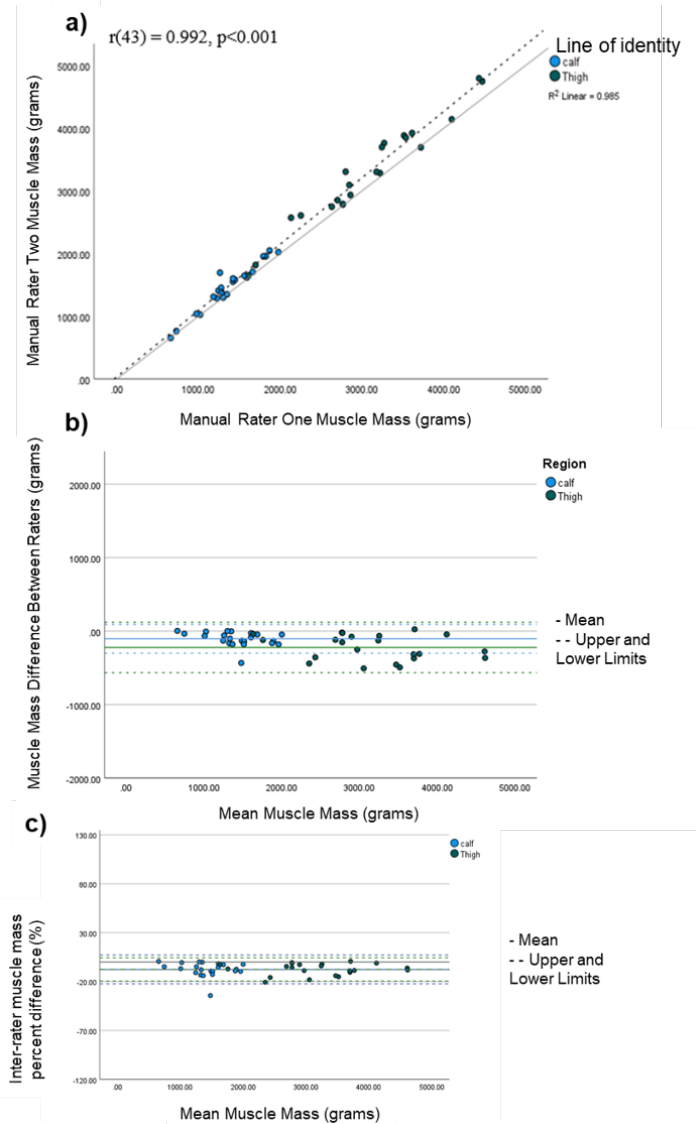 a)
r(43) = 0.992, p<0.001
Line of identity
calf
Thigh
R² Linear = 0.985
Manual Rater Two Muscle Mass (grams)
5000.00
4000.00
3000.00
2000.00
1000.00
.00
.00
1000.00
2000.00
3000.00
4000.00
5000.00
Manual Rater One Muscle Mass (grams)
b)
Region
calf
Thigh
Muscle Mass Difference Between Raters (grams)
2000.00
1000.00
.00
-1000.00
-2000.00
- Mean
- - Upper and
Lower Limits
.00
1000.00
2000.00
3000.00
4000.00
5000.00
Mean Muscle Mass (grams)
c)
calf
Thigh
Inter-rater muscle mass
percent difference (%)
130.00
80.00
30.00
-20.00
-70.00
-120.00
- Mean
- - Upper and
Lower Limits
.00
1000.00
2000.00
3000.00
4000.00
5000.00
Mean Muscle Mass (grams)